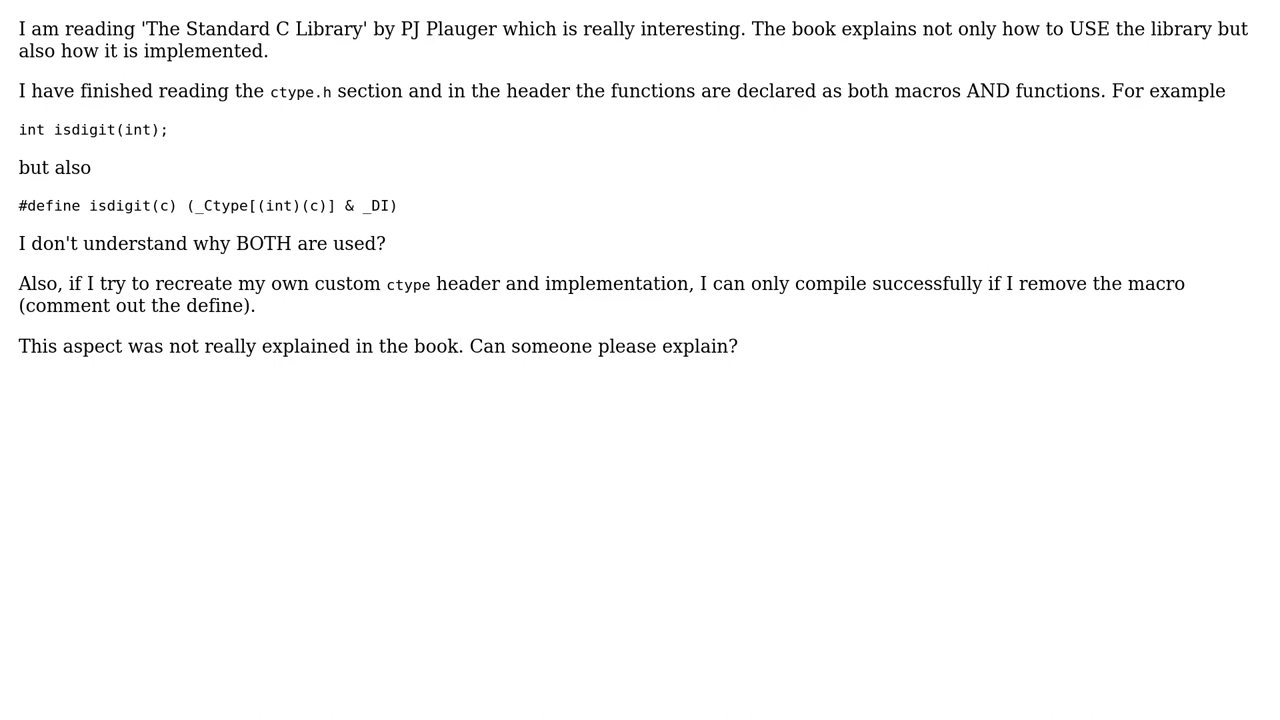 I am reading 'The Standard C Library' by PJ Plauger which is really interesting. The book explains not only how to USE the library but
also how it is implemented.
I have finished reading the ctype.h section and in the header the functions are declared as both macros AND functions. For example
int isdigit(int);
but also
#define isdigit(c) (_Ctype[(int)(c)] & _DI)
I don't understand why BOTH are used?
Also, if I try to recreate my own custom ctype header and implementation, I can only compile successfully if I remove the macro
(comment out the define).
This aspect was not really explained in the book. Can someone please explain?